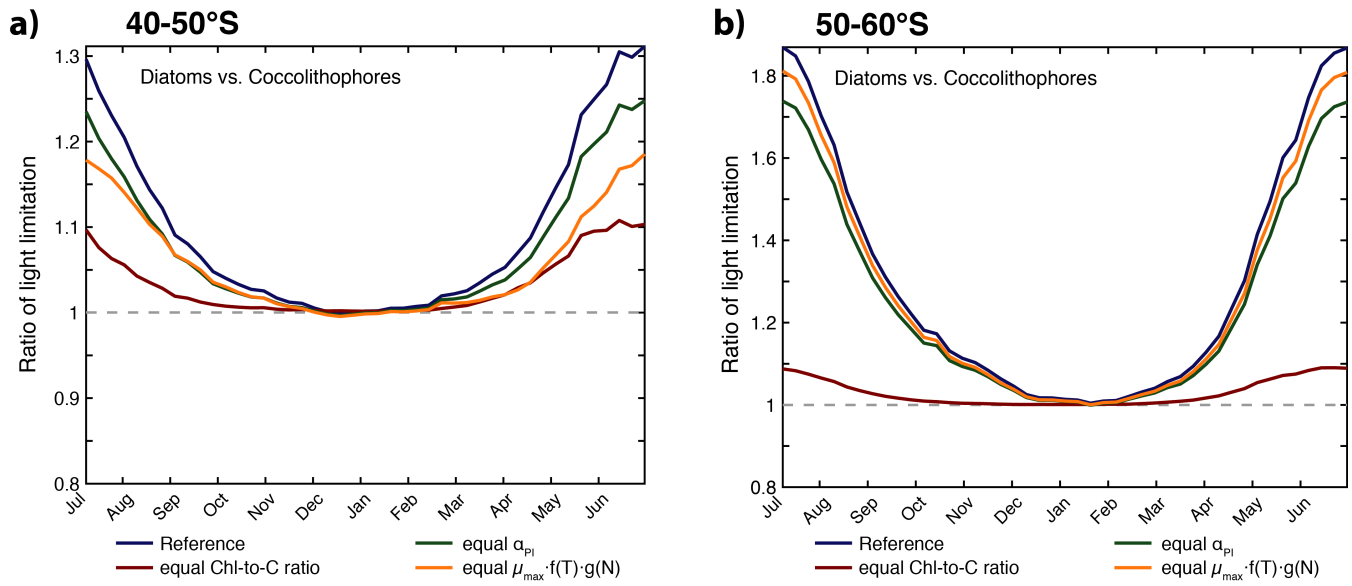 a) 40-50°S
Diatoms vs. Coccolithophores
Ratio of light limitation
1.3
1.2
1.1
1
0.9
0.8
Jul Aug Sep Oct Nov Dec Jan Feb Mar Apr May Jun
Reference
equal αPI
equal Chl-to-C ratio
equal μmax·f(T)·g(N)
b) 50-60°S
Diatoms vs. Coccolithophores
Ratio of light limitation
1.8
1.6
1.4
1.2
1
0.8
Jul Aug Sep Oct Nov Dec Jan Feb Mar Apr May Jun
Reference
equal αPI
equal Chl-to-C ratio
equal μmax·f(T)·g(N)